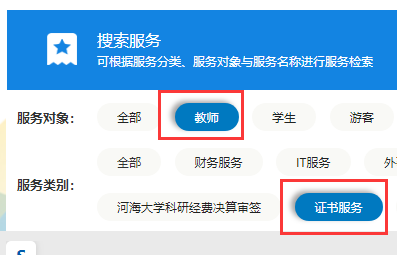 搜索服务
可根据服务分类、服务对象与服务名称进行服务检索
服务对象： 全部 教师 学生 游客
全部 财务服务 IT服务
服务类别：
河海大学科研经费决算审签 证书服务